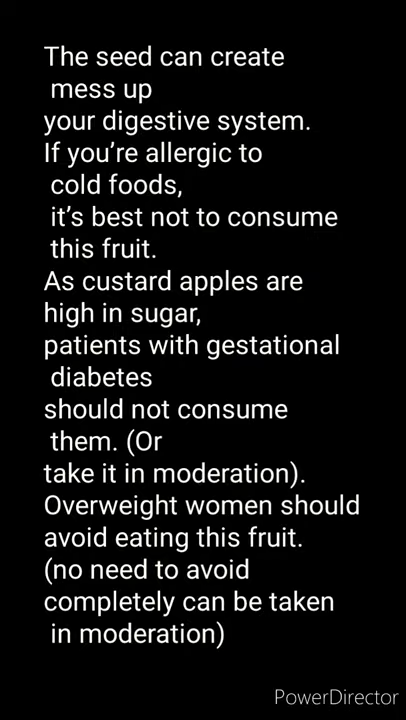 The seed can create
mess up
your digestive system.
If you’re allergic to
cold foods,
it’s best not to consume
this fruit.
As custard apples are
high in sugar,
patients with gestational
diabetes
should not consume
them. (Or
take it in moderation).
Overweight women should
avoid eating this fruit.
(no need to avoid
completely can be taken
in moderation)
PowerDirector